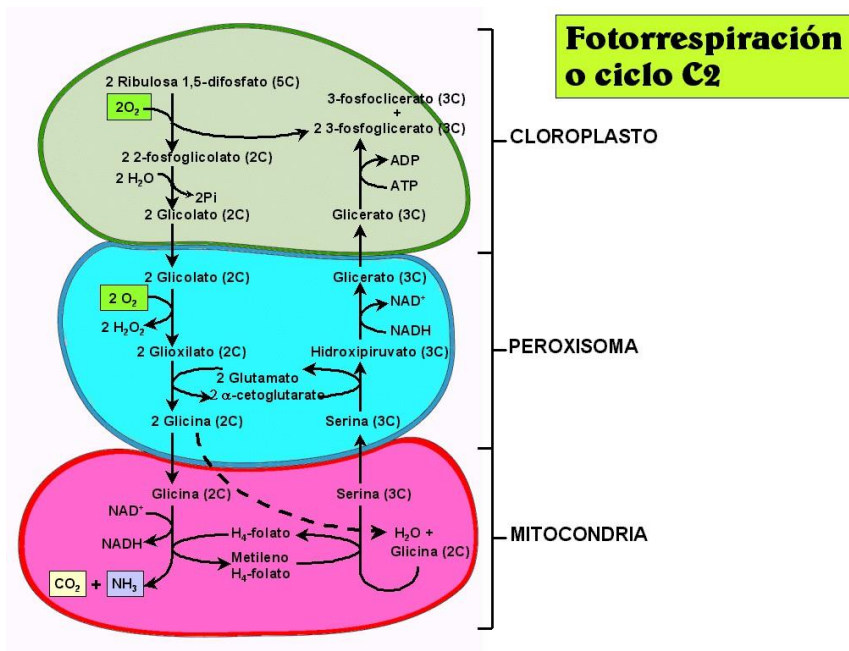 Fotorrespiración
o ciclo C2
2 Ribulosa 1,5-difosfato (5C)
3-fosfoclicerato (3C)
+
2O₂
2 3-fosfoglicerato (3C)
CLOROPLASTO
2 2-fosfoglicolato (2C)
ADP
2 H₂O
ATP
2Pi
2 Glicolato (2C)
Glicerato (3C)
2 Glicolato (2C)
Glicerato (3C)
2 O₂
NAD⁺
2 H₂O₂
NADH
2 Glioxilato (2C)
Hidroxipiruvato (3C)
PEROXISOMA
2 Glutamato
2 α-cetoglutarato
2 Glicina (2C)
Serina (3C)
Glicina (2C)
Serina (3C)
NAD⁺
H₄-folato
H₂O +
Glicina (2C)
MITOCONDRIA
NADH
Metileno
H₄-folato
CO₂ + NH₃